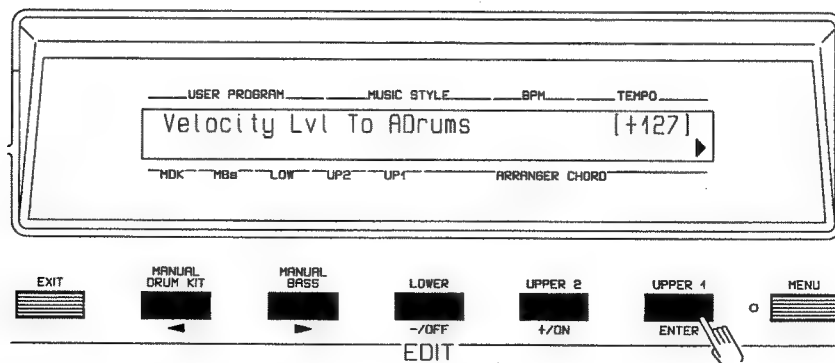 USER PROGRAM MUSIC STYLE BPM TEMPO
Velocity Lvl To ADrums [+127]
MDK MBs LOW UP2 UP1 ARRANGER CHORD
EXIT MANUAL DRUM KIT MANUAL BASS LOWER UPPER 2 UPPER 1 MENU
◄ ► -/OFF +/ON ENTER
EDIT